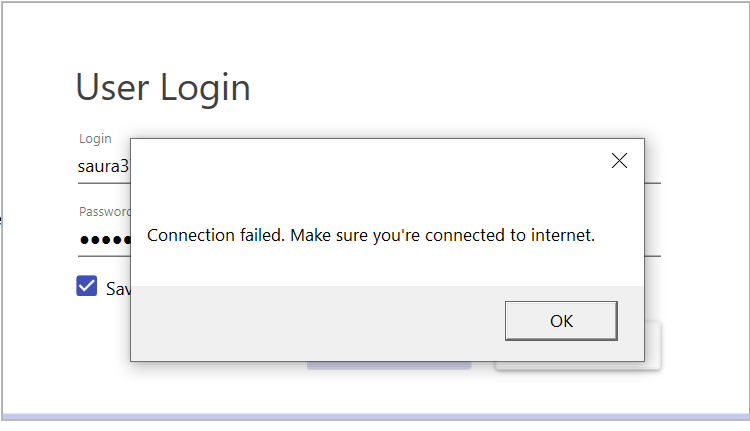 User Login
Login
saura3
Password
Connection failed. Make sure you're connected to internet.
Sav
OK